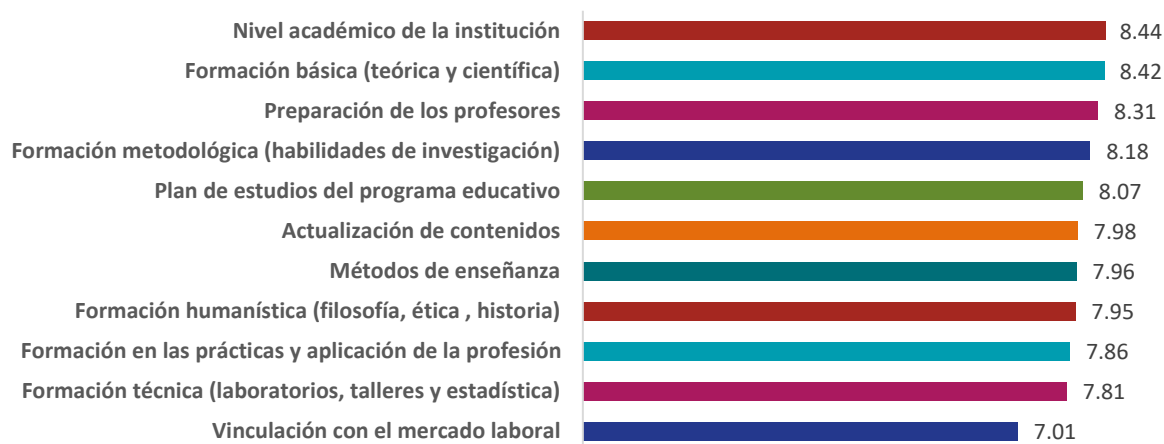 Nivel académico de la institución 8.44
Formación básica (teórica y científica) 8.42
Preparación de los profesores 8.31
Formación metodológica (habilidades de investigación) 8.18
Plan de estudios del programa educativo 8.07
Actualización de contenidos 7.98
Métodos de enseñanza 7.96
Formación humanística (filosofía, ética , historia) 7.95
Formación en las prácticas y aplicación de la profesión 7.86
Formación técnica (laboratorios, talleres y estadística) 7.81
Vinculación con el mercado laboral 7.01